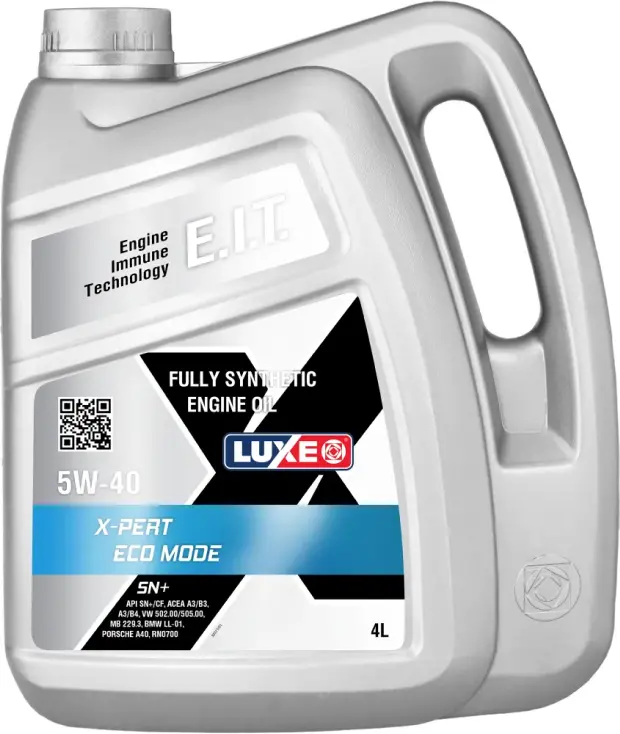 Engine
Immune
Technology
E.I.T.
FULLY SYNTHETIC
ENGINE OIL
LUXE
5W-40
X-PERT
ECO MODE
SN+
API SN+/CF, ACEA A3/B3,
A3/B4, VW 502.00/505.00,
MB 229.3, BMW LL-01,
PORSCHE A40, RN0700
4L